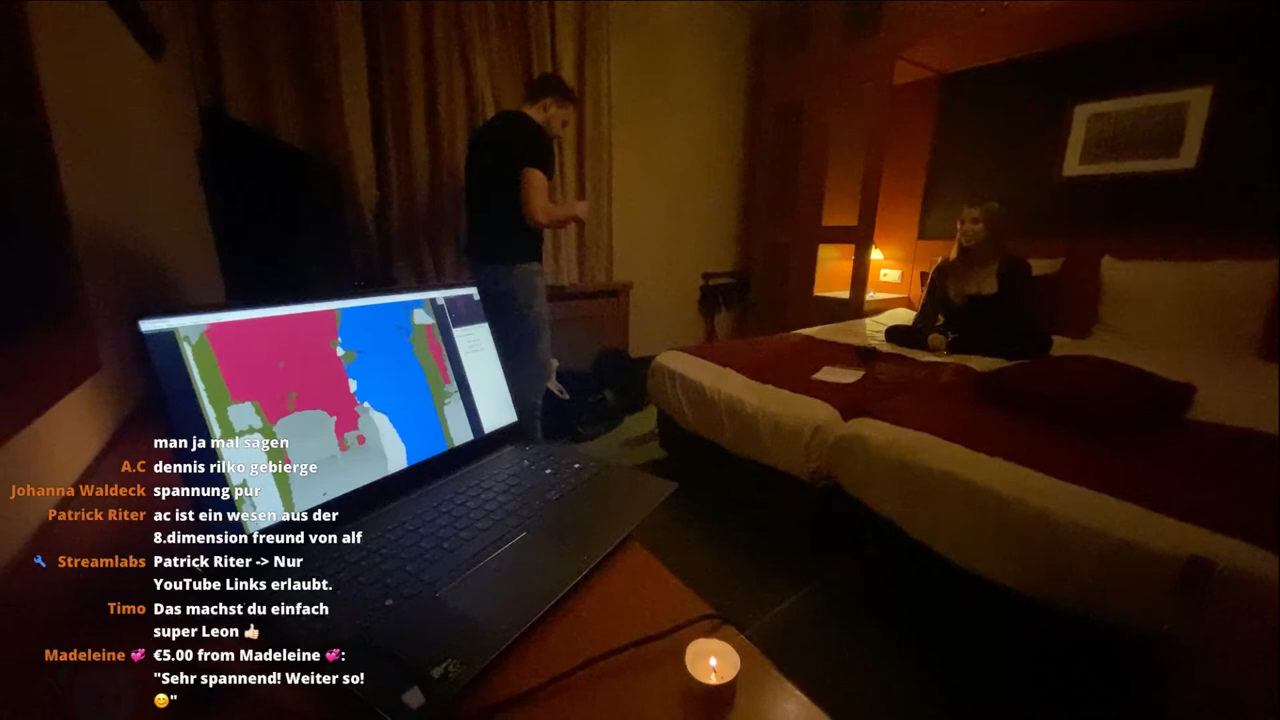 man ja mal sagen
A.C dennis rilko gebierge
Johanna Waldeck spannung pur
Patrick Riter ac ist ein wesen aus der
8.dimension freund von alf
Streamlabs Patrick Riter -> Nur
YouTube Links erlaubt.
Timo Das machst du einfach
super Leon 👍🏻
Madeleine 💞 €5.00 from Madeleine 💞:
"Sehr spannend! Weiter so!
😊"